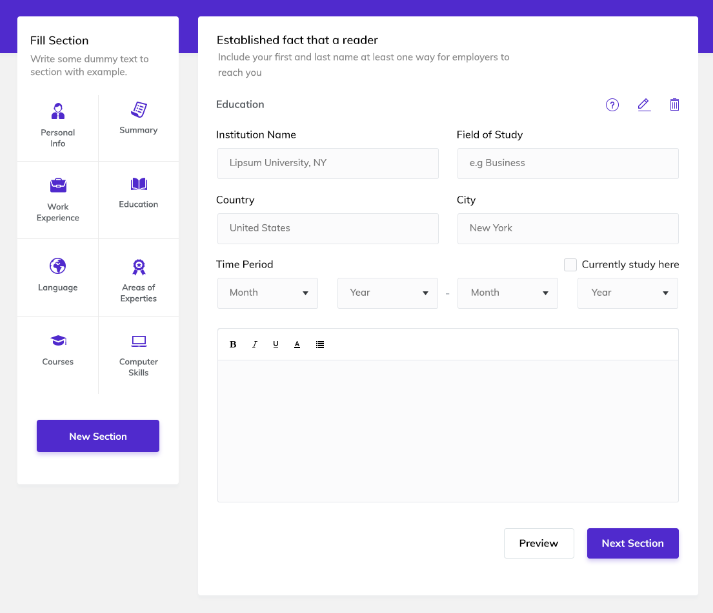 Fill Section
Write some dummy text to
section with example.
Personal
Info
Summary
Work
Experience
Education
Language
Areas of
Experties
Courses
Computer
Skills
New Section
Established fact that a reader
Include your first and last name at least one way for employers to
reach you
Education
?
Institution Name
Field of Study
Lipsum University, NY
e.g Business
Country
City
United States
New York
Time Period
Currently study here
Month
Year
-
Month
Year
B I U A
Preview
Next Section